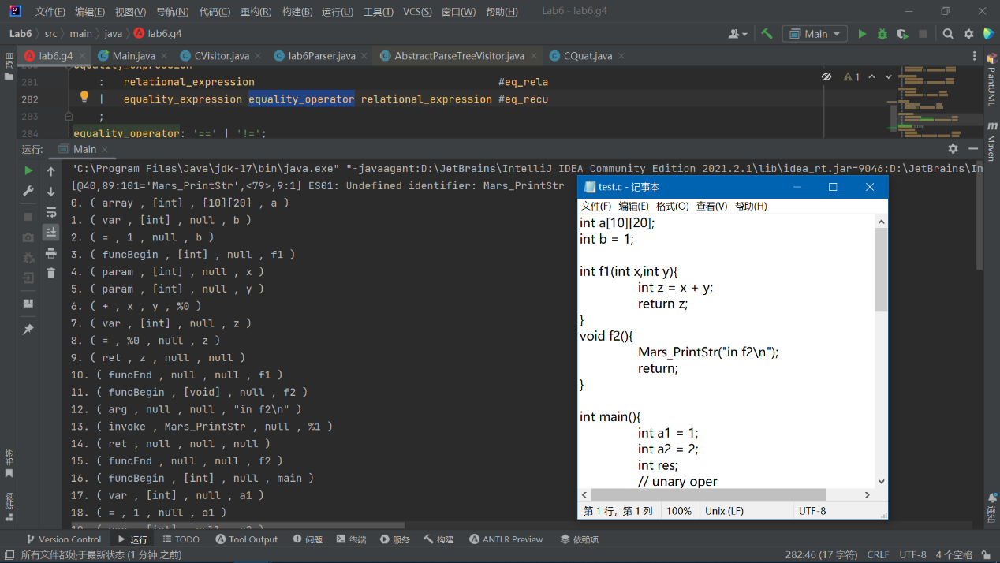 文件(F) 编辑(E) 视图(V) 导航(N) 代码(C) 重构(R) 构建(B) 运行(U) 工具(T) VCS(S) 窗口(W) 帮助(H) Lab6 - lab6.g4
Lab6 src main java lab6.g4 Main
项目 lab6.g4 Main.java CVisitor.java lab6Parser.java AbstractParseTreeVisitor.java CQuat.java
281 : relational_expression #eq_rela
282 | equality_expression equality_operator relational_expression #eq_recu
283 ;
284 equality_operator: '==' | '!=';
1
PlantUML
Maven
运行: Main
"C:\Program Files\Java\jdk-17\bin\java.exe" "-javaagent:D:\JetBrains\IntelliJ IDEA Community Edition 2021.2.1\lib\idea_rt.jar=9046:D:\JetBrains\In
[@40,89:101='Mars_PrintStr',<79>,9:1] ES01: Undefined identifier: Mars_PrintStr
0. ( array , [int] , [10][20] , a )
1. ( var , [int] , null , b )
2. ( = , 1 , null , b )
3. ( funcBegin , [int] , null , f1 )
4. ( param , [int] , null , x )
5. ( param , [int] , null , y )
6. ( + , x , y , %0 )
7. ( var , [int] , null , z )
8. ( = , %0 , null , z )
9. ( ret , z , null , null )
10. ( funcEnd , null , null , f1 )
11. ( funcBegin , [void] , null , f2 )
12. ( arg , null , null , "in f2\n" )
13. ( invoke , Mars_PrintStr , null , %1 )
14. ( ret , null , null , null )
15. ( funcEnd , null , null , f2 )
16. ( funcBegin , [int] , null , main )
17. ( var , [int] , null , a1 )
18. ( = , 1 , null , a1 )
test.c - 记事本
文件(F) 编辑(E) 格式(O) 查看(V) 帮助(H)
int a[10][20];
int b = 1;
int f1(int x,int y){
int z = x + y;
return z;
}
void f2(){
Mars_PrintStr("in f2\n");
return;
}
int main(){
int a1 = 1;
int a2 = 2;
int res;
// unary oper
第 1 行，第 1 列 100% Unix (LF) UTF-8
书签
结构
通知
Version Control 运行 TODO Tool Output 问题 终端 服务 构建 ANTLR Preview 依赖项
所有文件都处于最新状态 (1 分钟 之前) 282:46 (17 字符) CRLF UTF-8 4 个空格